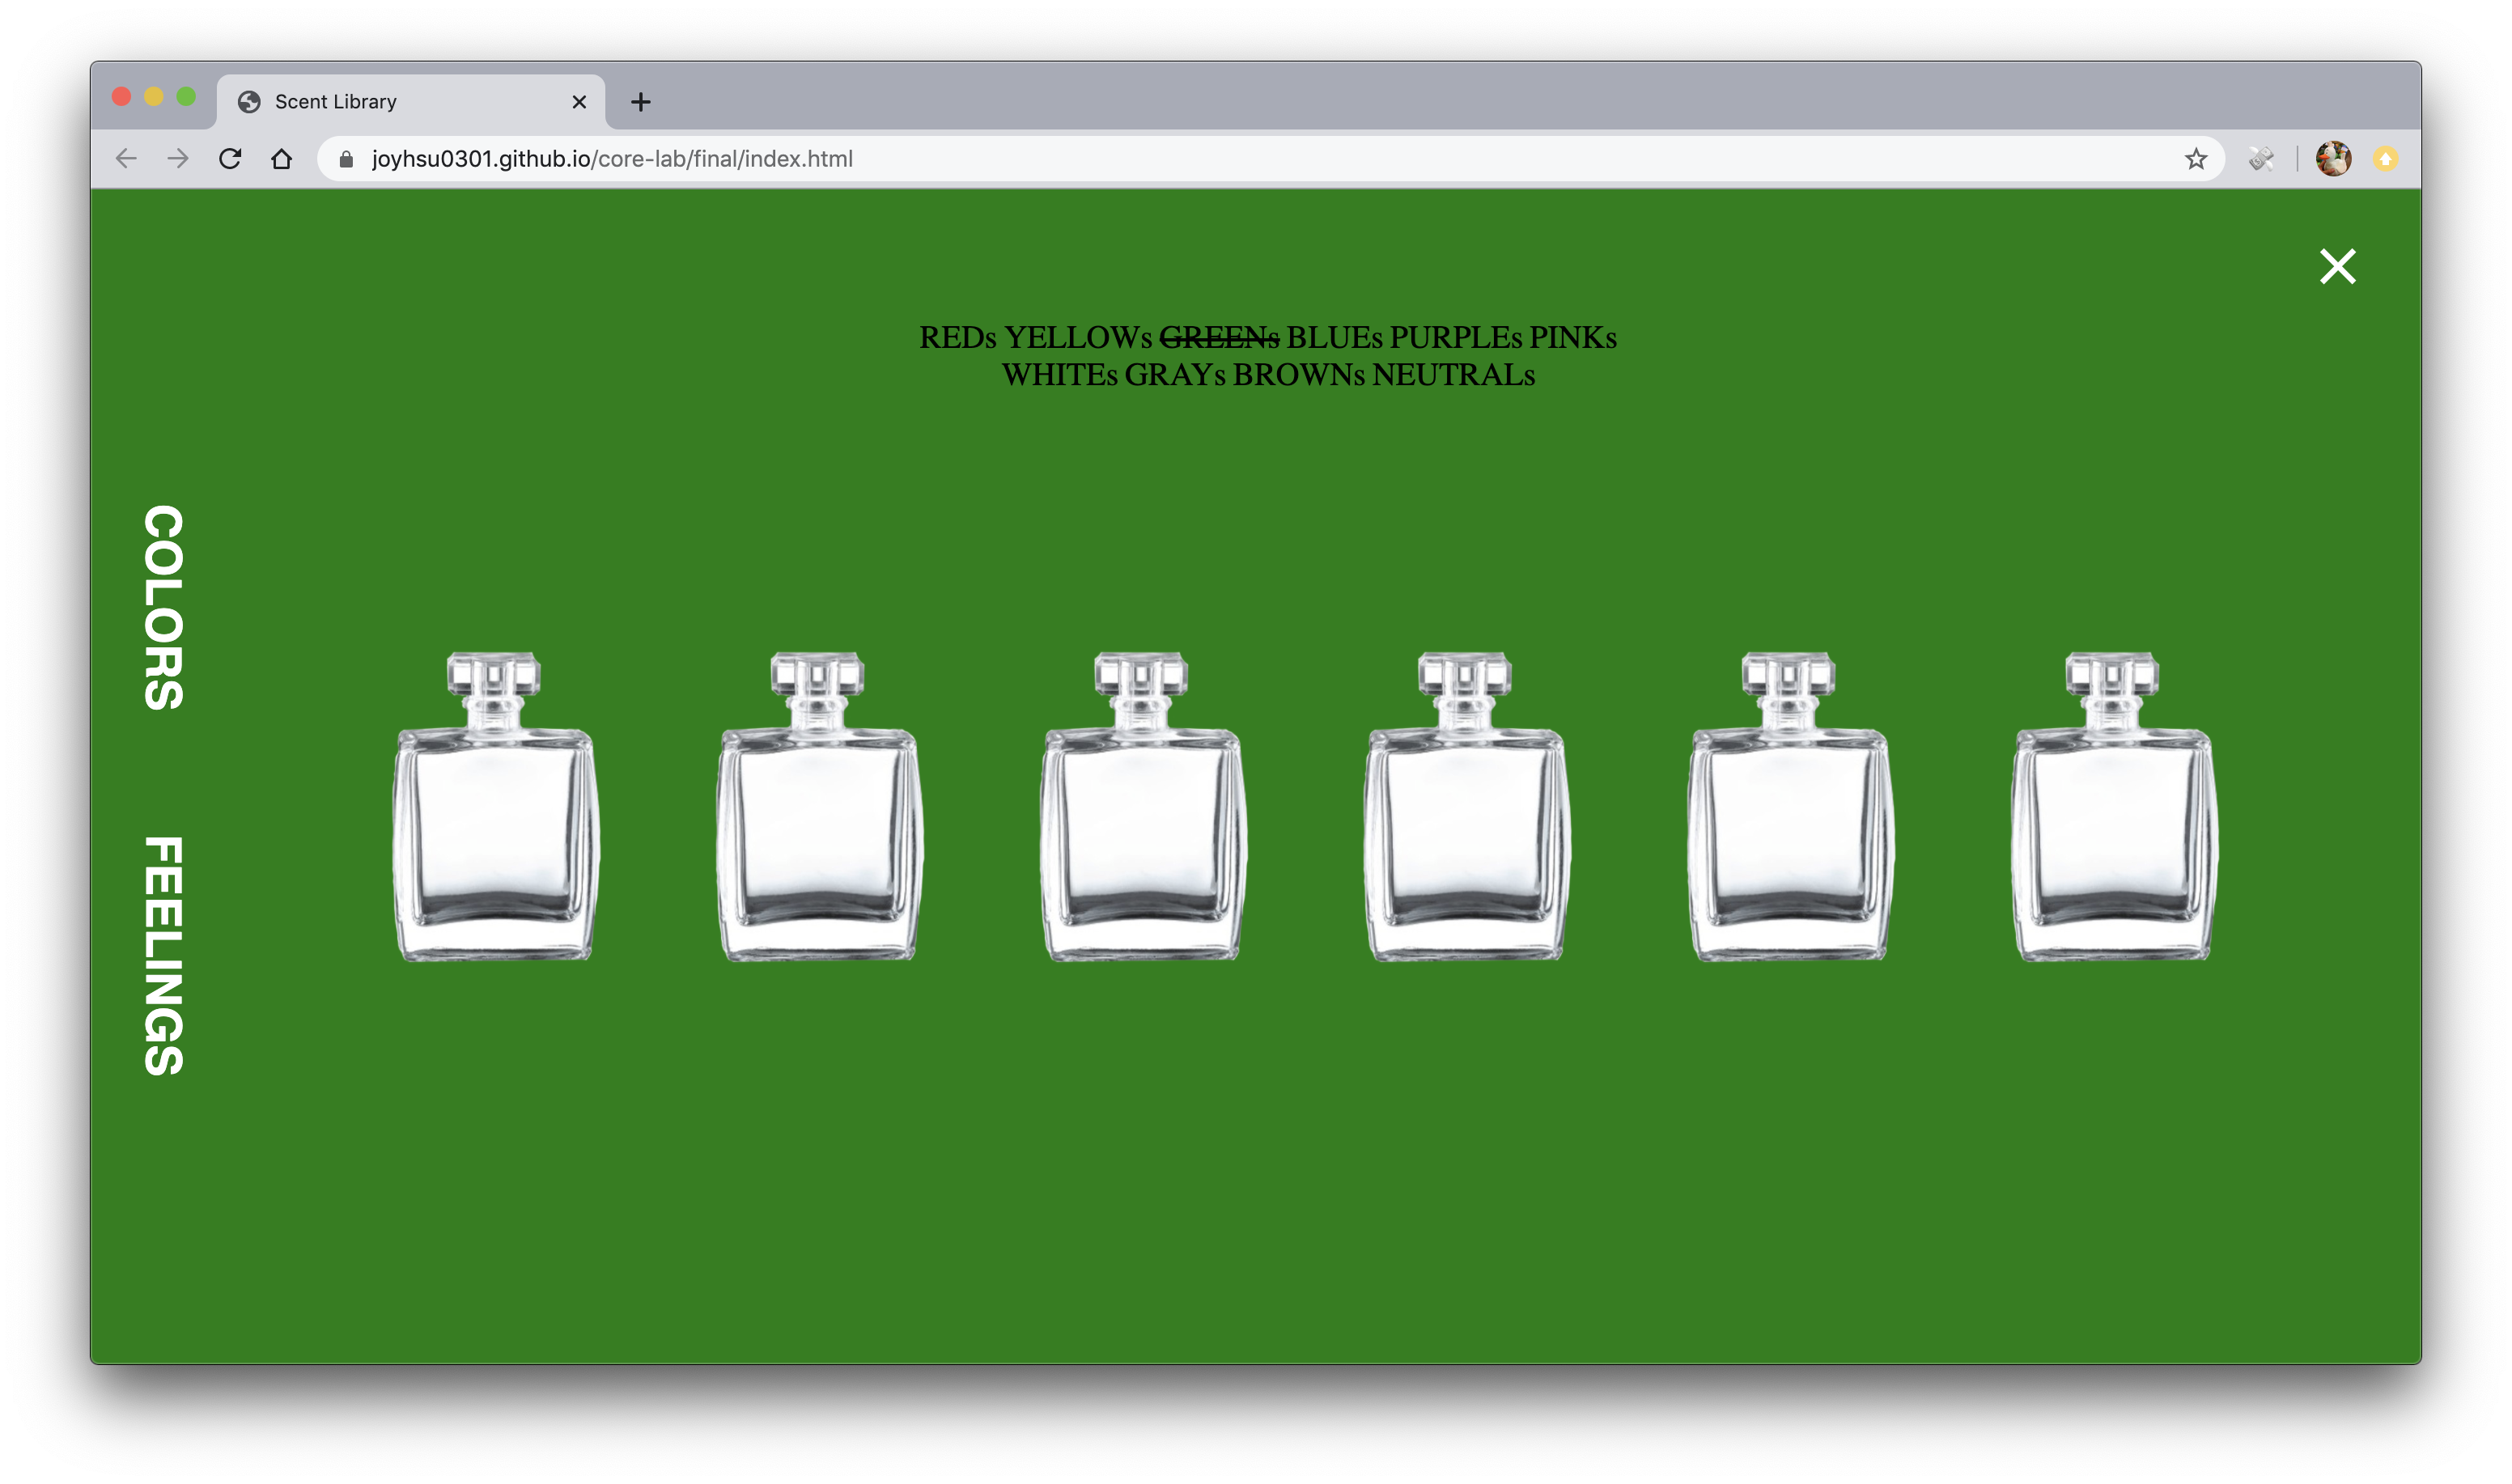 Scent Library
joyhsu0301.github.io/core-lab/final/index.html
REDs YELLOWs GREENs BLUEs PURPLEs PINKs
WHITEs GRAYs BROWNs NEUTRALs
COLORS
FEELINGS